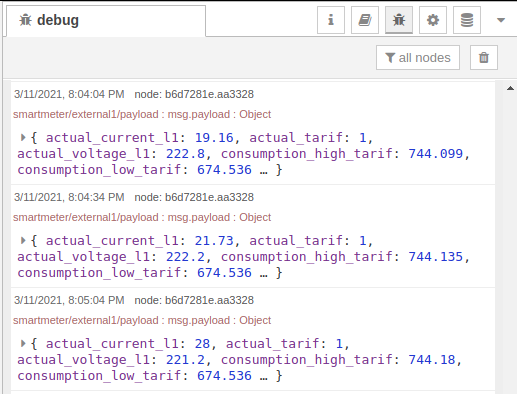 debug
all nodes
3/11/2021, 8:04:04 PM node: b6d7281e.aa3328
smartmeter/external1/payload : msg.payload : Object
{ actual_current_l1: 19.16, actual_tarif: 1,
actual_voltage_l1: 222.8, consumption_high_tarif: 744.099,
consumption_low_tarif: 674.536 … }
3/11/2021, 8:04:34 PM node: b6d7281e.aa3328
smartmeter/external1/payload : msg.payload : Object
{ actual_current_l1: 21.73, actual_tarif: 1,
actual_voltage_l1: 222.2, consumption_high_tarif: 744.135,
consumption_low_tarif: 674.536 … }
3/11/2021, 8:05:04 PM node: b6d7281e.aa3328
smartmeter/external1/payload : msg.payload : Object
{ actual_current_l1: 28, actual_tarif: 1,
actual_voltage_l1: 221.2, consumption_high_tarif: 744.18,
consumption_low_tarif: 674.536 … }